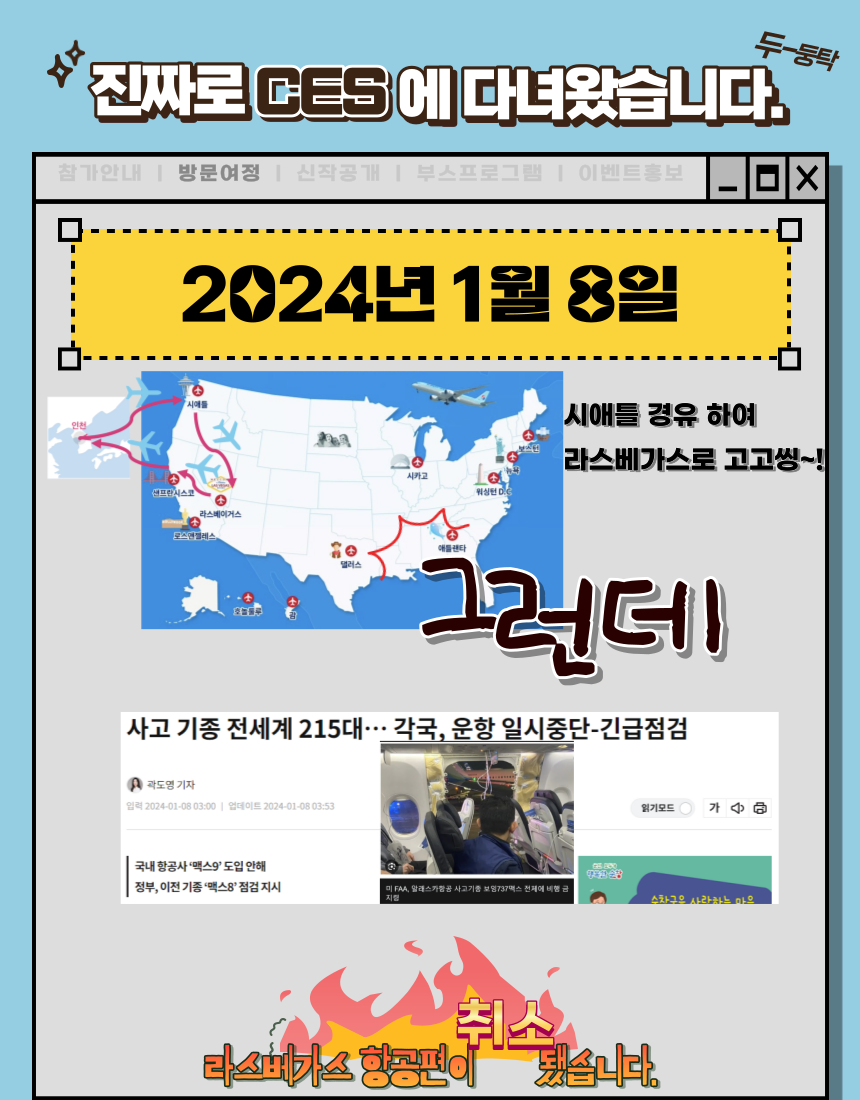 두-둥탁
진짜로 CES 에 다녀왔습니다.
참가안내 | 방문여정 | 신작공개 | 부스프로그램 | 이벤트홍보
2024년 1월 8일
시애틀 경유 하여
라스베가스로 고고씽~!
인천
시애틀
보스턴
뉴욕
시카고
워싱턴 D.C
샌프란시스코
라스베이거스
로스앤젤레스
애틀랜타
댈러스
호놀룰루
괌
그런데
사고 기종 전세계 215대… 각국, 운항 일시중단-긴급점검
곽도영 기자
입력 2024-01-08 03:00 | 업데이트 2024-01-08 03:53
읽기모드
가
국내 항공사 ‘맥스9’ 도입 안해
정부, 이전 기종 ‘맥스8’ 점검 지시
미 FAA, 알래스카항공 사고기종 보잉737맥스 전체에 비행 금
지령
취소
라스베가스 항공편이 됐습니다.